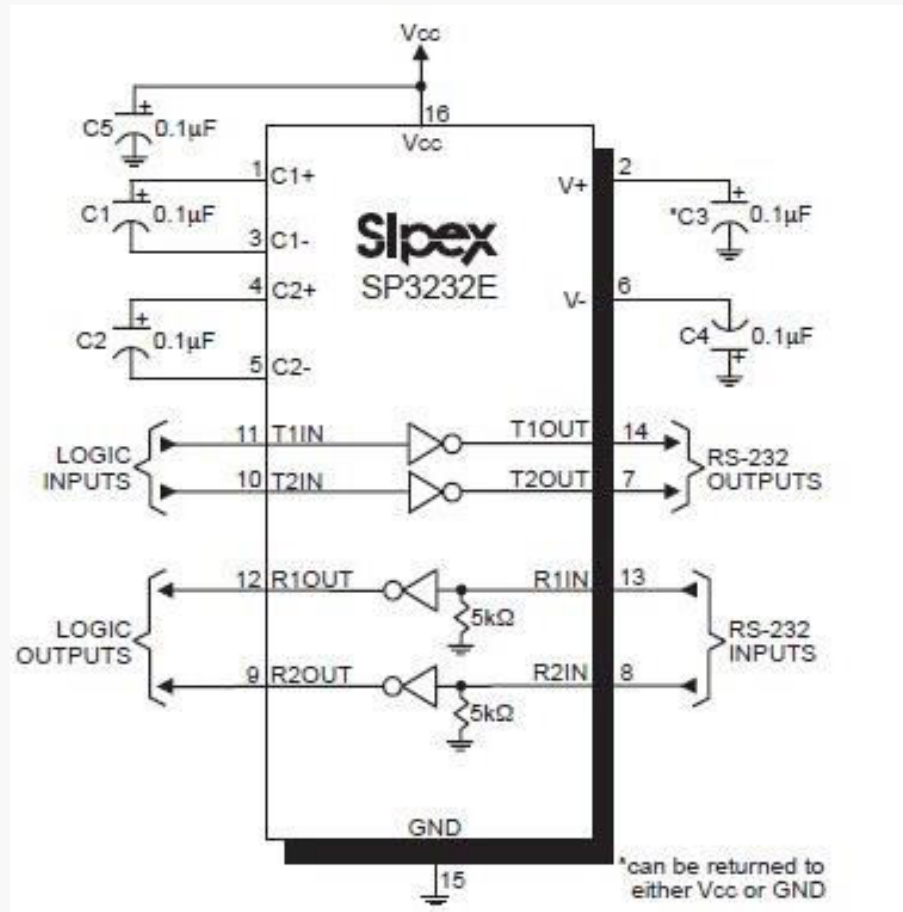 Vcc
16
Vcc
C5 + 0.1µF
1 C1+
C1 + 0.1µF
3 C1-
4 C2+
C2 + 0.1µF
5 C2-
Sipex
SP3232E
V+ 2
*C3 + 0.1µF
V- 6
C4 0.1µF
+
LOGIC
INPUTS
11 T1IN
T1OUT 14
10 T2IN
T2OUT 7
RS-232
OUTPUTS
LOGIC
OUTPUTS
12 R1OUT
R1IN 13
5kΩ
9 R2OUT
R2IN 8
5kΩ
RS-232
INPUTS
GND
15
*can be returned to
either Vcc or GND